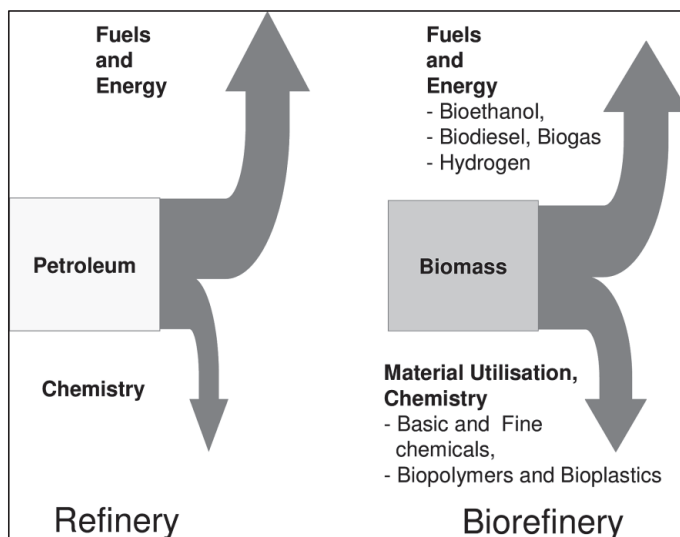 Fuels
and
Energy
Petroleum
Chemistry
Refinery
Fuels
and
Energy
- Bioethanol,
- Biodiesel, Biogas
- Hydrogen
Biomass
Material Utilisation,
Chemistry
- Basic and Fine
chemicals,
- Biopolymers and Bioplastics
Biorefinery